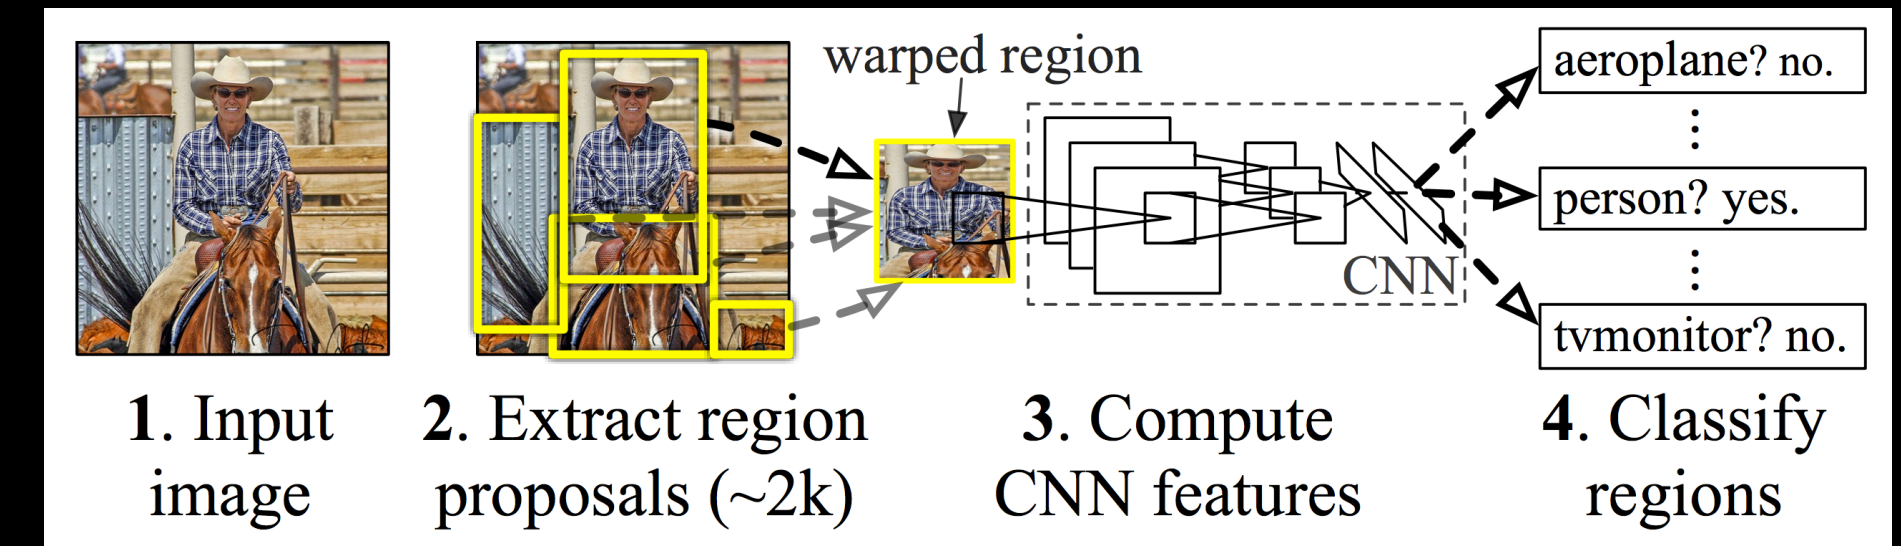 warped region
aeroplane? no.
person? yes.
CNN
tvmonitor? no.
1. Input
image
2. Extract region
proposals (~2k)
3. Compute
CNN features
4. Classify
regions